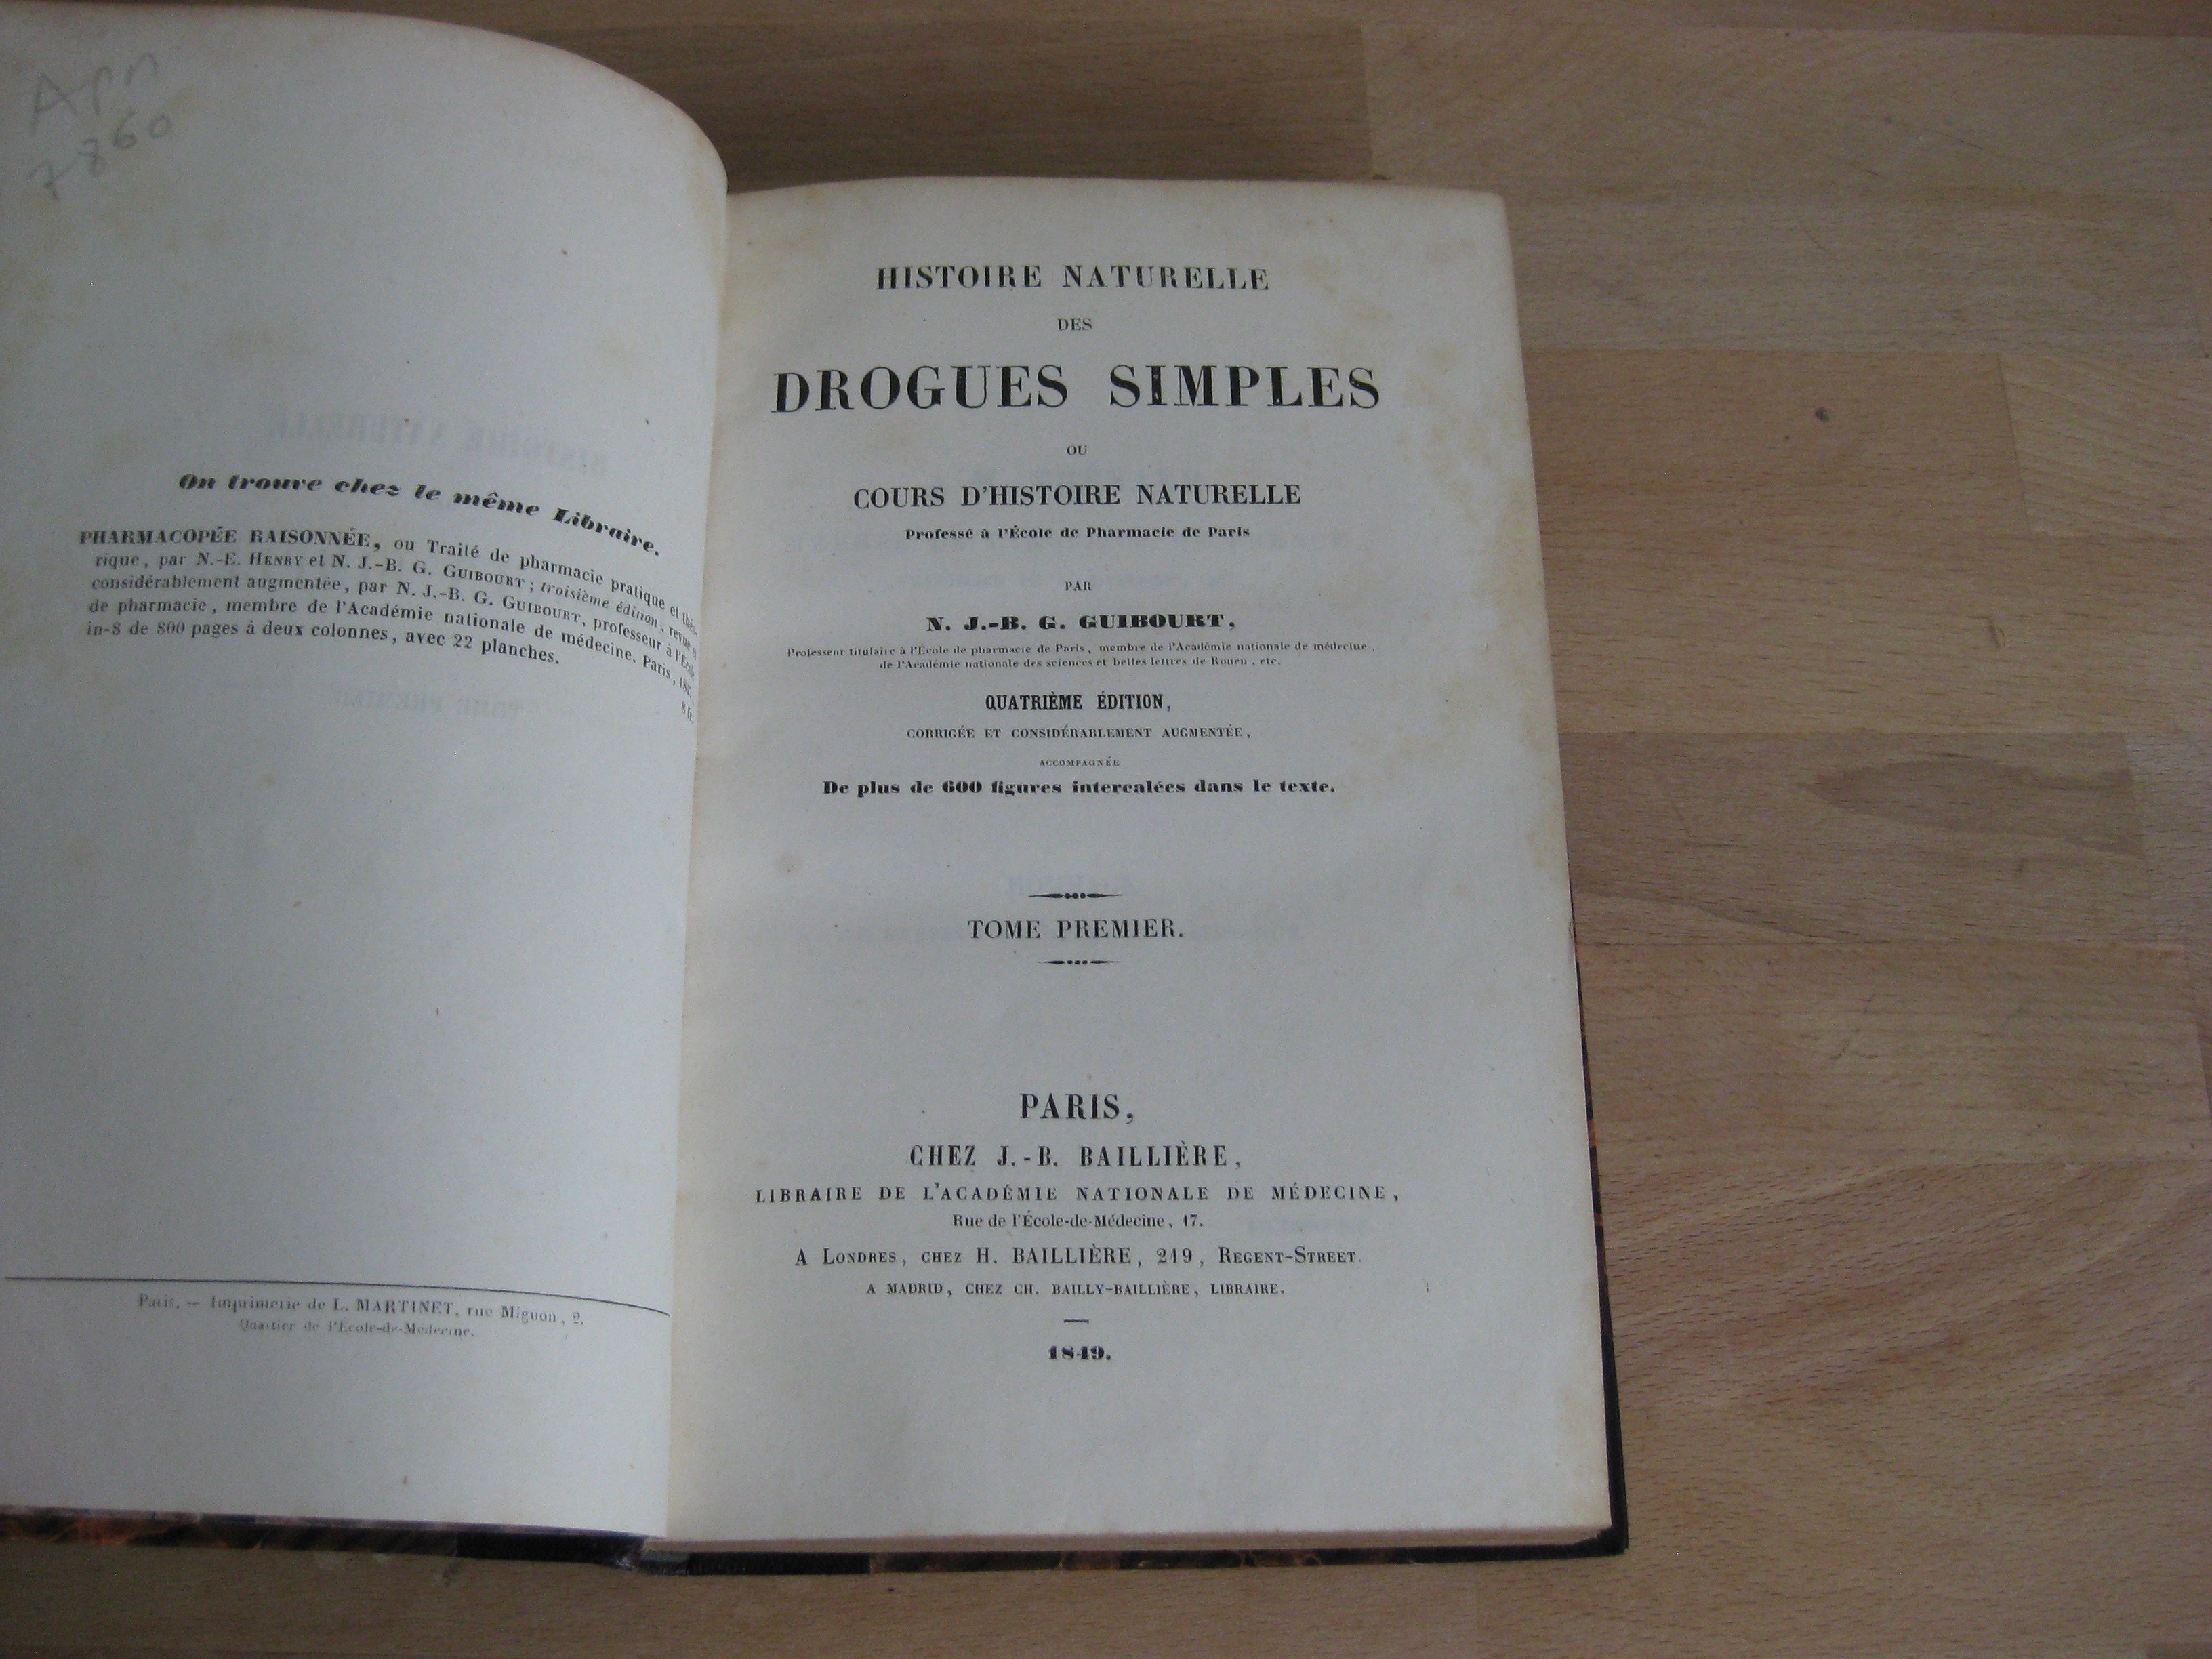 Arn
7860
On trouve chez le même Libraire.
PHARMACOPÉE RAISONNÉE, ou Traité de pharmacie pratique et théo-
rique, par N.-E. HENRY et N. J.-B. G. GUIBOURT; troisième édition, revue et
considérablement augmentée, par N. J.-B. G. GUIBOURT, professeur à l'École
de pharmacie, membre de l'Académie nationale de médecine. Paris,
in-8 de 800 pages à deux colonnes, avec 22 planches.
8 fr.
Paris. — Imprimerie de L. MARTINET, rue Mignon, 2.
Quartier de l'École-de-Médecine.
HISTOIRE NATURELLE
DES
DROGUES SIMPLES
OU
COURS D'HISTOIRE NATURELLE
Professé à l'École de Pharmacie de Paris
PAR
N. J.-B. G. GUIBOURT,
Professeur titulaire à l'École de pharmacie de Paris, membre de l'Académie nationale de médecine,
de l'Académie nationale des sciences et belles lettres de Rouen, etc.
QUATRIÈME ÉDITION,
CORRIGÉE ET CONSIDÉRABLEMENT AUGMENTÉE,
ACCOMPAGNÉE
De plus de 600 figures intercalées dans le texte.
TOME PREMIER.
PARIS,
CHEZ J.-B. BAILLIÈRE,
LIBRAIRE DE L'ACADÉMIE NATIONALE DE MÉDECINE,
Rue de l'École-de-Médecine, 17.
A LONDRES, CHEZ H. BAILLIÈRE, 219, REGENT-STREET.
A MADRID, CHEZ CH. BAILLY-BAILLIÈRE, LIBRAIRE.
1849.